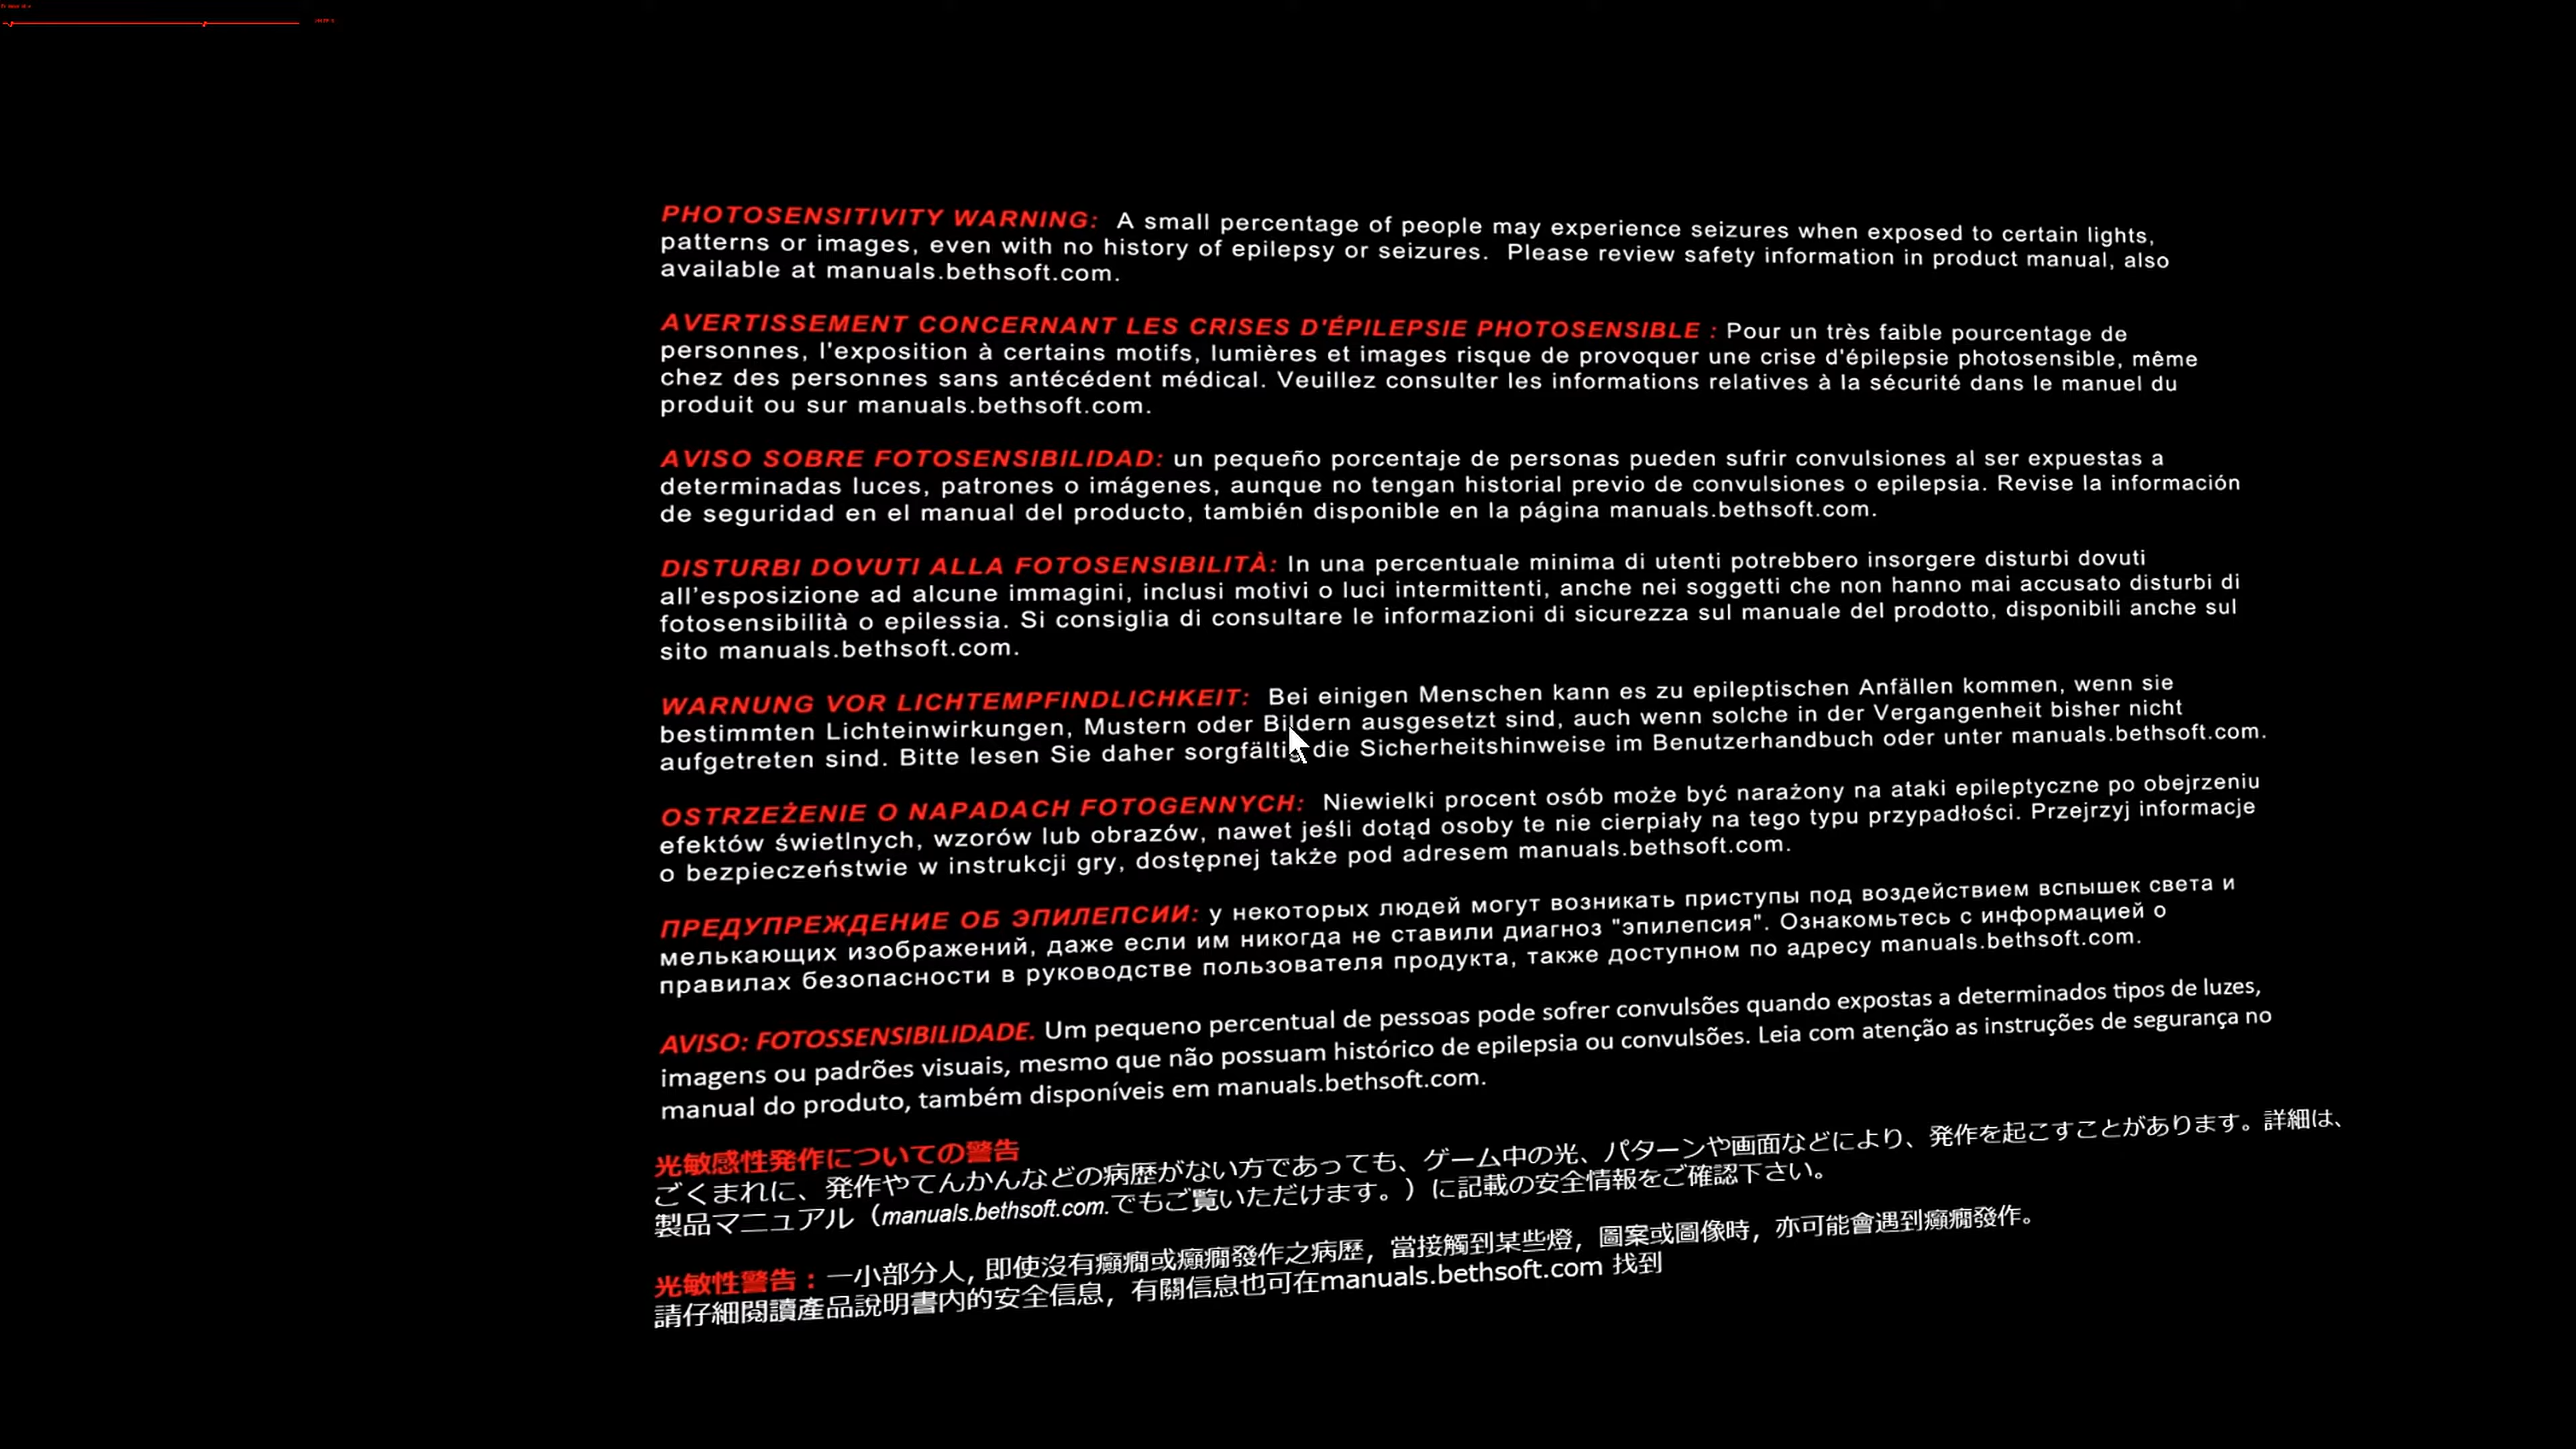 PHOTOSENSITIVITY WARNING: A small percentage of people may experience seizures when exposed to certain lights,
patterns or images, even with no history of epilepsy or seizures. Please review safety information in product manual, also
available at manuals.bethsoft.com.
AVERTISSEMENT CONCERNANT LES CRISES D'ÉPILEPSIE PHOTOSENSIBLE : Pour un très faible pourcentage de
personnes, l'exposition à certains motifs, lumières et images risque de provoquer une crise d'épilepsie photosensible, même
chez des personnes sans antécédent médical. Veuillez consulter les informations relatives à la sécurité dans le manuel du
produit ou sur manuals.bethsoft.com.
AVISO SOBRE FOTOSENSIBILIDAD: un pequeño porcentaje de personas pueden sufrir convulsiones al ser expuestas a
determinadas luces, patrones o imágenes, aunque no tengan historial previo de convulsiones o epilepsia. Revise la información
de seguridad en el manual del producto, también disponible en la página manuals.bethsoft.com.
DISTURBI DOVUTI ALLA FOTOSENSIBILITÀ: In una percentuale minima di utenti potrebbero insorgere disturbi dovuti
all’esposizione ad alcune immagini, inclusi motivi o luci intermittenti, anche nei soggetti che non hanno mai accusato disturbi di
fotosensibilità o epilessia. Si consiglia di consultare le informazioni di sicurezza sul manuale del prodotto, disponibili anche sul
sito manuals.bethsoft.com.
WARNUNG VOR LICHTEMPFINDLICHKEIT: Bei einigen Menschen kann es zu epileptischen Anfällen kommen, wenn sie
bestimmten Lichteinwirkungen, Mustern oder Bildern ausgesetzt sind, auch wenn solche in der Vergangenheit bisher nicht
aufgetreten sind. Bitte lesen Sie daher sorgfältig die Sicherheitshinweise im Benutzerhandbuch oder unter manuals.bethsoft.com.
OSTRZEŻENIE O NAPADACH FOTOGENNYCH: Niewielki procent osób może być narażony na ataki epileptyczne po obejrzeniu
efektów świetlnych, wzorów lub obrazów, nawet jeśli dotąd osoby te nie cierpiały na tego typu przypadłości. Przejrzyj informacje
o bezpieczeństwie w instrukcji gry, dostępnej także pod adresem manuals.bethsoft.com.
ПРЕДУПРЕЖДЕНИЕ ОБ ЭПИЛЕПСИИ: у некоторых людей могут возникать приступы под воздействием вспышек света и
мелькающих изображений, даже если им никогда не ставили диагноз "эпилепсия". Ознакомьтесь с информацией о
правилах безопасности в руководстве пользователя продукта, также доступном по адресу manuals.bethsoft.com.
AVISO: FOTOSSENSIBILIDADE. Um pequeno percentual de pessoas pode sofrer convulsões quando expostas a determinados tipos de luzes,
imagens ou padrões visuais, mesmo que não possuam histórico de epilepsia ou convulsões. Leia com atenção as instruções de segurança no
manual do produto, também disponíveis em manuals.bethsoft.com.
光敏感性発作についての警告
ごくまれに、発作やてんかんなどの病歴がない方であっても、ゲーム中の光、パターンや画面などにより、発作を起こすことがあります。詳細は、
製品マニュアル（manuals.bethsoft.com.でもご覧いただけます。）に記載の安全情報をご確認下さい。
光敏性警告：一小部分人, 即使沒有癲癇或癲癇發作之病歷，當接觸到某些燈，圖案或圖像時，亦可能會遇到癲癇發作。
請仔細閱讀產品說明書內的安全信息，有關信息也可在manuals.bethsoft.com 找到